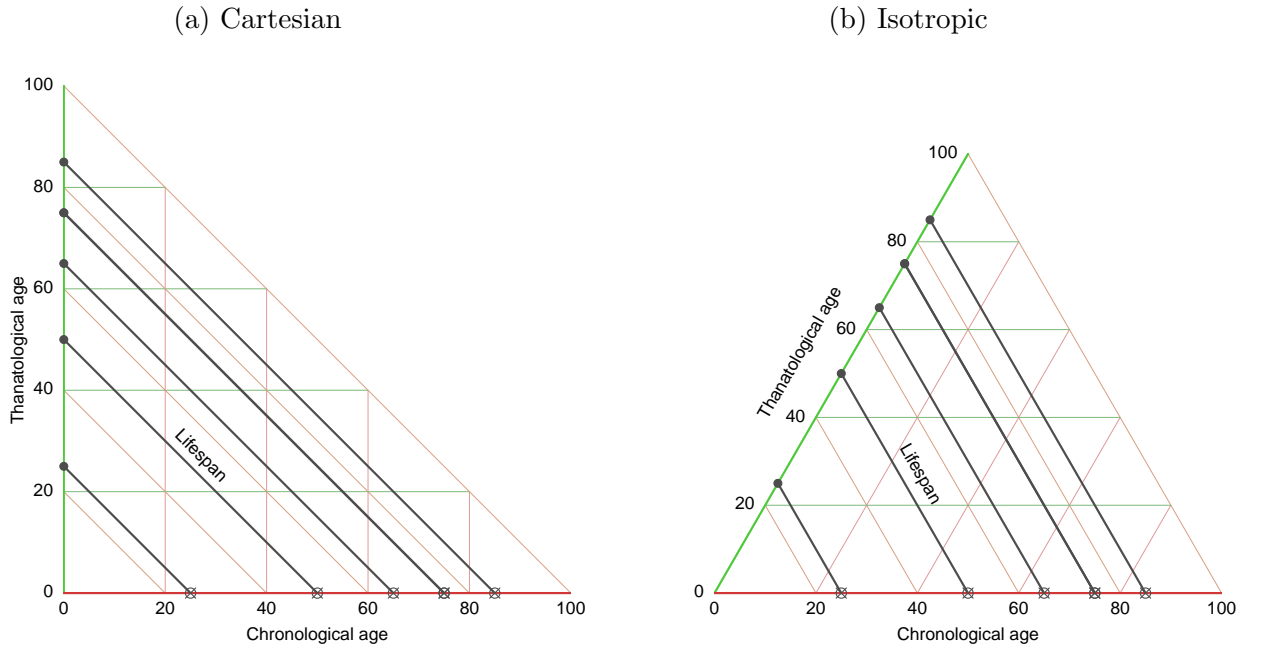 (a) Cartesian
100
80
60
40
20
0
0 20 40 60 80 100
Thanatological age
Chronological age
Lifespan
(b) Isotropic
100
80
60
40
20
0
0 20 40 60 80 100
Thanatological age
Chronological age
Lifespan